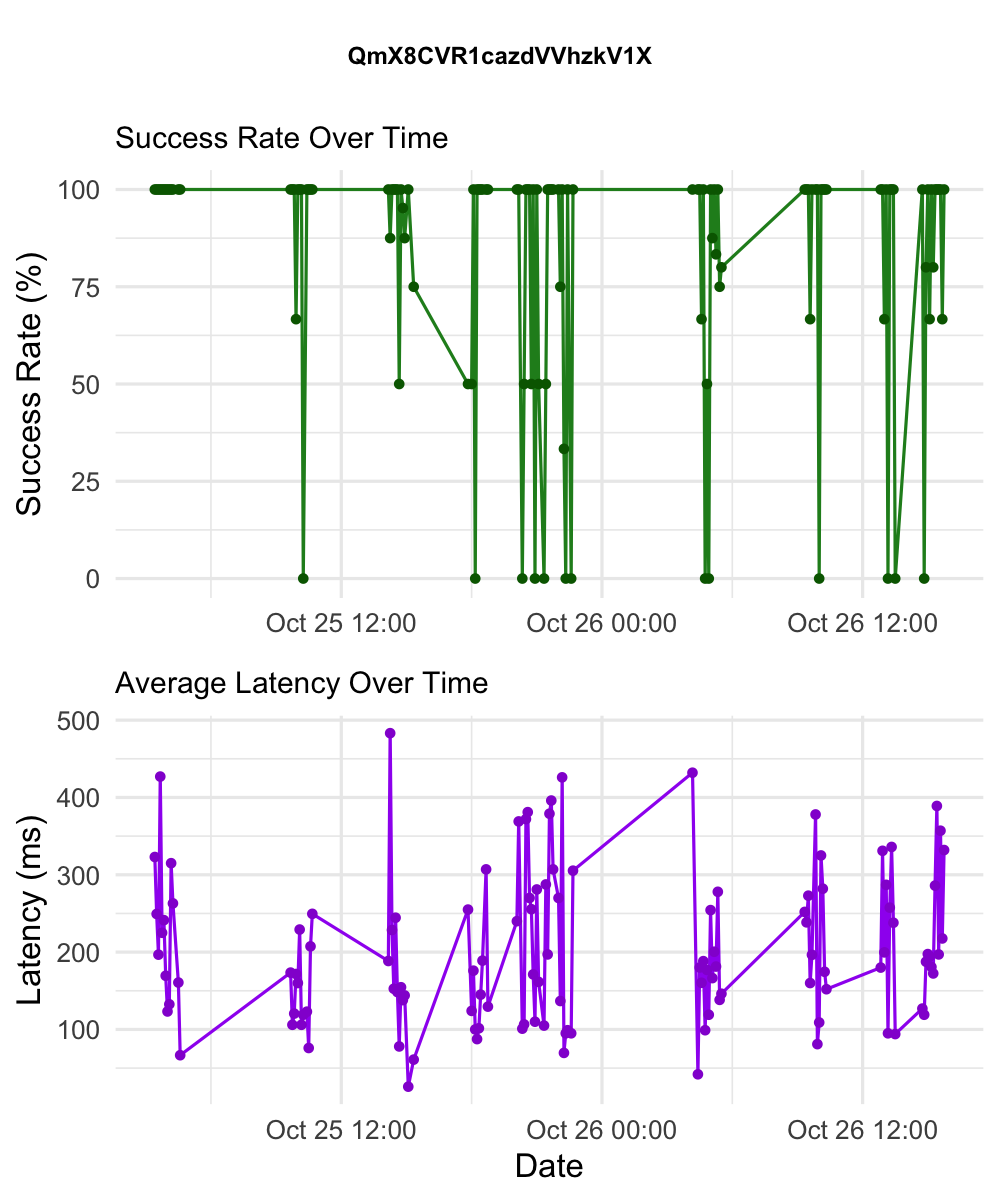 QmX8CVR1cazdVVhzkV1X
Success Rate Over Time
Success Rate (%)
100
75
50
25
0
Oct 25 12:00 Oct 26 00:00 Oct 26 12:00
Average Latency Over Time
Latency (ms)
500
400
300
200
100
Oct 25 12:00 Oct 26 00:00 Oct 26 12:00
Date